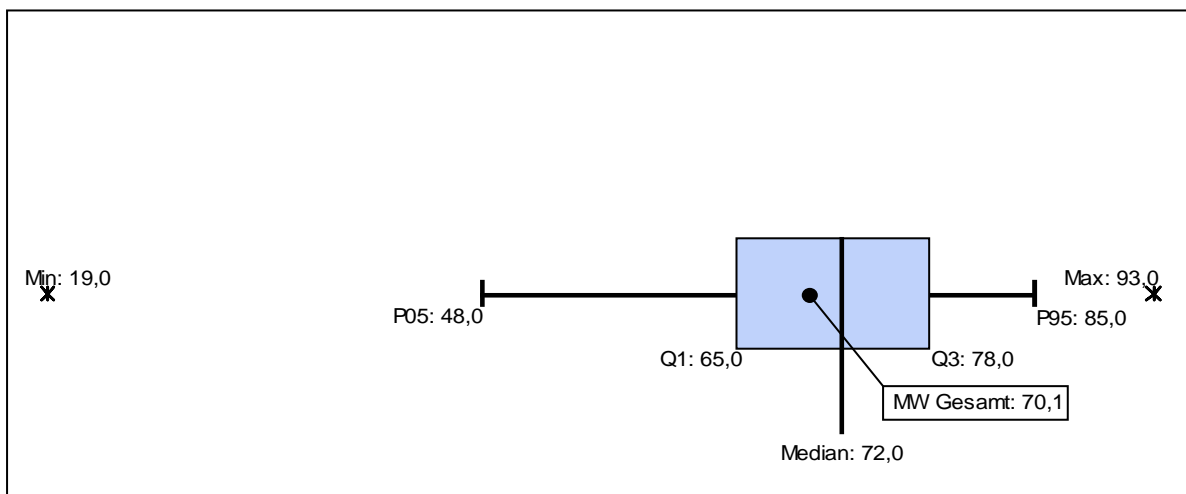 Min: 19,0
Max: 93,0
P05: 48,0
P95: 85,0
Q1: 65,0
Q3: 78,0
MW Gesamt: 70,1
Median: 72,0